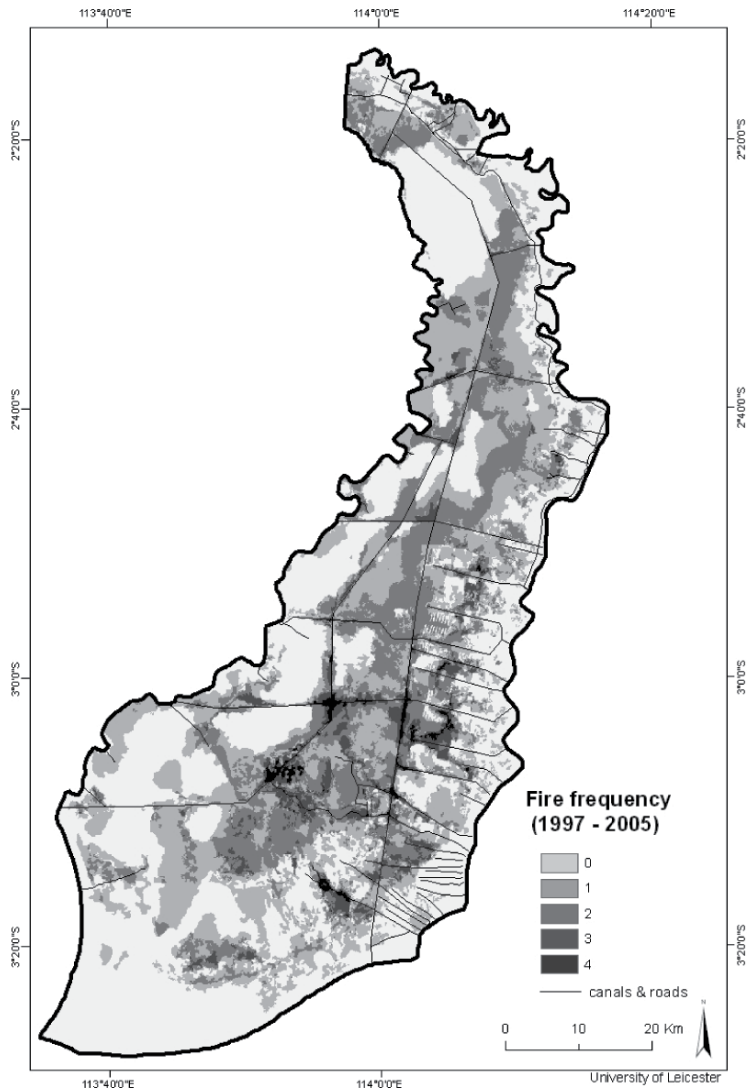 113°40'0"E 114°0'0"E 114°20'0"E
2°20'0"S 2°20'0"S
2°40'0"S 2°40'0"S
3°0'0"S 3°0'0"S
Fire frequency
(1997 - 2005)
0
1
2
3
4
3°20'0"S 3°20'0"S
canals & roads
N
0 10 20 Km
113°40'0"E 114°0'0"E
University of Leicester